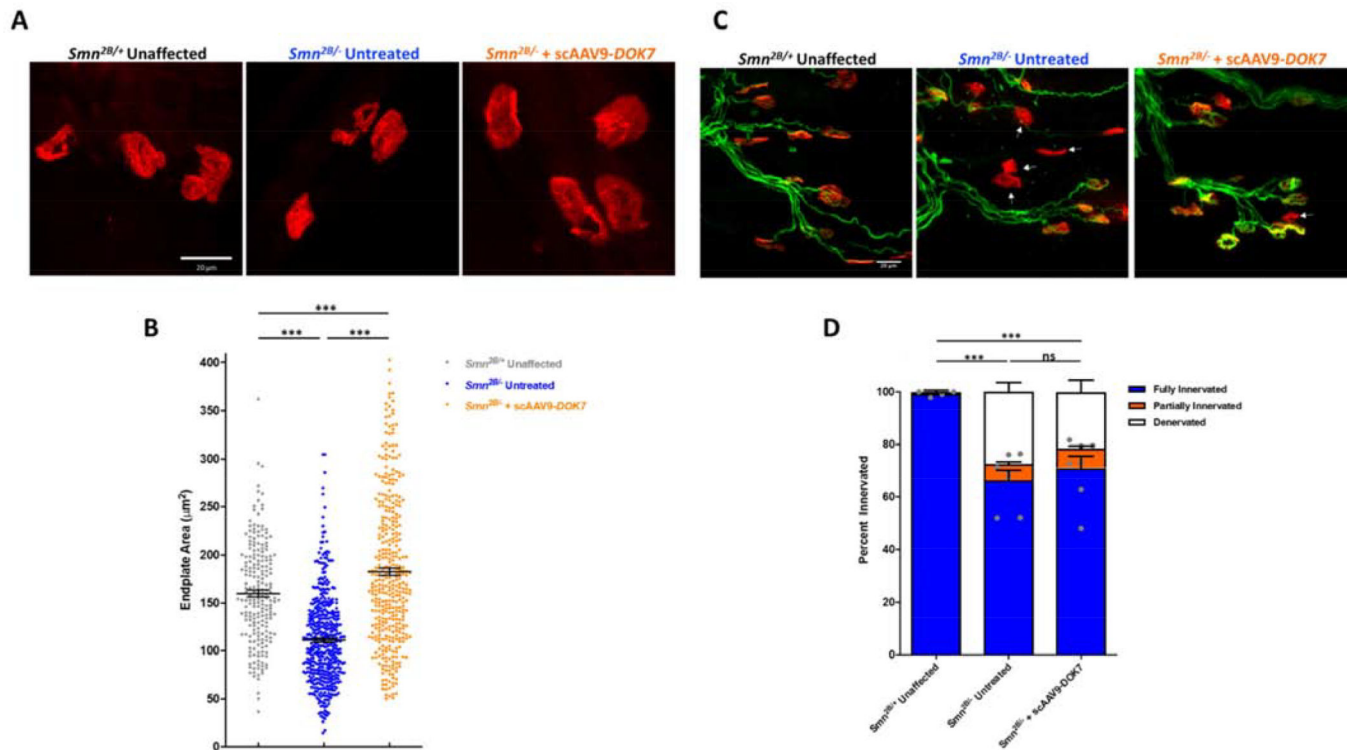 A
Smn2B/+ Unaffected
Smn2B/- Untreated
Smn2B/- + scAAV9-DOK7
20 µm
B
***
*** ***
Endplate Area (µm2)
400
350
300
250
200
150
100
50
0
Smn2B/+ Unaffected
Smn2B/- Untreated
Smn2B/- + scAAV9-DOK7
C
Smn2B/+ Unaffected
Smn2B/- Untreated
Smn2B/- + scAAV9-DOK7
20 µm
D
***
*** ns
Percent Innervated
100
80
60
40
20
0
Fully Innervated
Partially Innervated
Denervated
Smn2B/+ Unaffected
Smn2B/- Untreated
Smn2B/- + scAAV9-DOK7